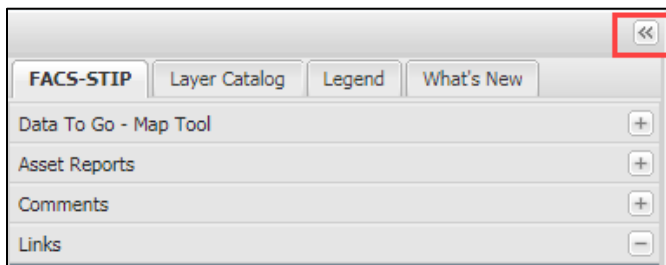 FACS-STIP Layer Catalog Legend What's New
Data To Go - Map Tool
Asset Reports
Comments
Links